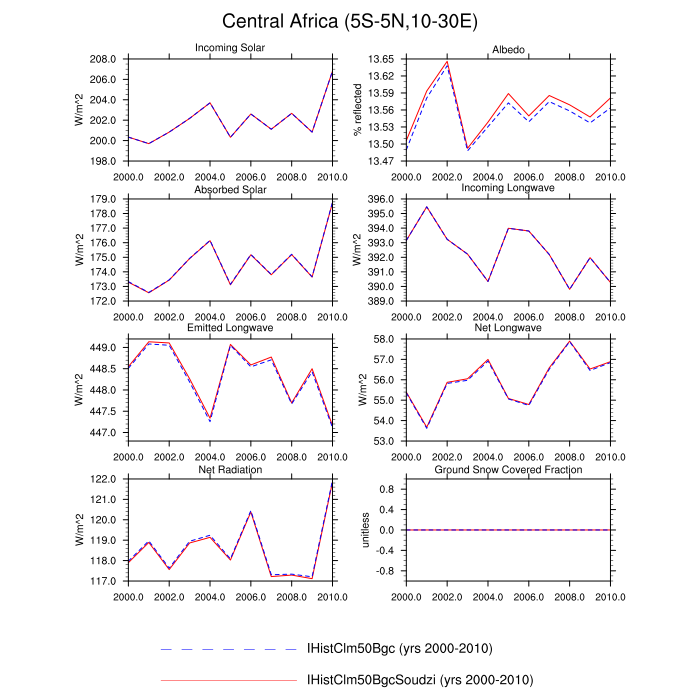 Central Africa (5S-5N,10-30E)
Incoming Solar
W/m^2
208.0
206.0
204.0
202.0
200.0
198.0
2000.0 2002.0 2004.0 2006.0 2008.0 2010.0
Albedo
% reflected
13.65
13.62
13.59
13.56
13.53
13.50
13.47
2000.0 2002.0 2004.0 2006.0 2008.0 2010.0
Absorbed Solar
W/m^2
179.0
178.0
177.0
176.0
175.0
174.0
173.0
172.0
2000.0 2002.0 2004.0 2006.0 2008.0 2010.0
Incoming Longwave
W/m^2
396.0
395.0
394.0
393.0
392.0
391.0
390.0
389.0
2000.0 2002.0 2004.0 2006.0 2008.0 2010.0
Emitted Longwave
W/m^2
449.0
448.5
448.0
447.5
447.0
2000.0 2002.0 2004.0 2006.0 2008.0 2010.0
Net Longwave
W/m^2
58.0
57.0
56.0
55.0
54.0
53.0
2000.0 2002.0 2004.0 2006.0 2008.0 2010.0
Net Radiation
W/m^2
122.0
121.0
120.0
119.0
118.0
117.0
2000.0 2002.0 2004.0 2006.0 2008.0 2010.0
Ground Snow Covered Fraction
unitless
0.8
0.4
0.0
-0.4
-0.8
2000.0 2002.0 2004.0 2006.0 2008.0 2010.0
IHistClm50Bgc (yrs 2000-2010)
IHistClm50BgcSoudzi (yrs 2000-2010)